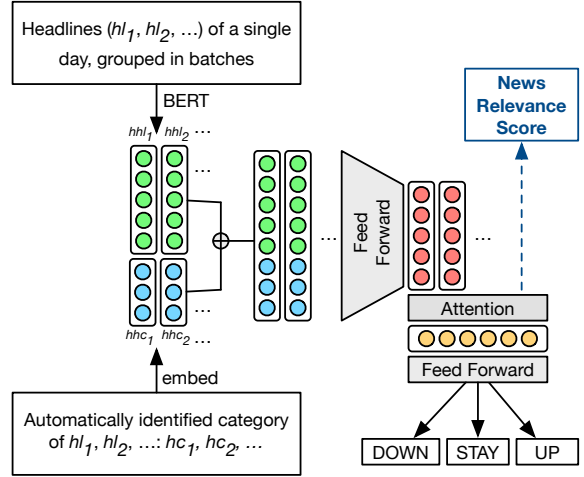 Headlines (hl1, hl2, ...) of a single
day, grouped in batches
BERT
hhl1 hhl2 ...
...
...
hhc1 hhc2 ...
embed
Automatically identified category
of hl1, hl2, ...: hc1, hc2, ...
...
Feed
Forward
...
News
Relevance
Score
Attention
Feed Forward
DOWN STAY UP